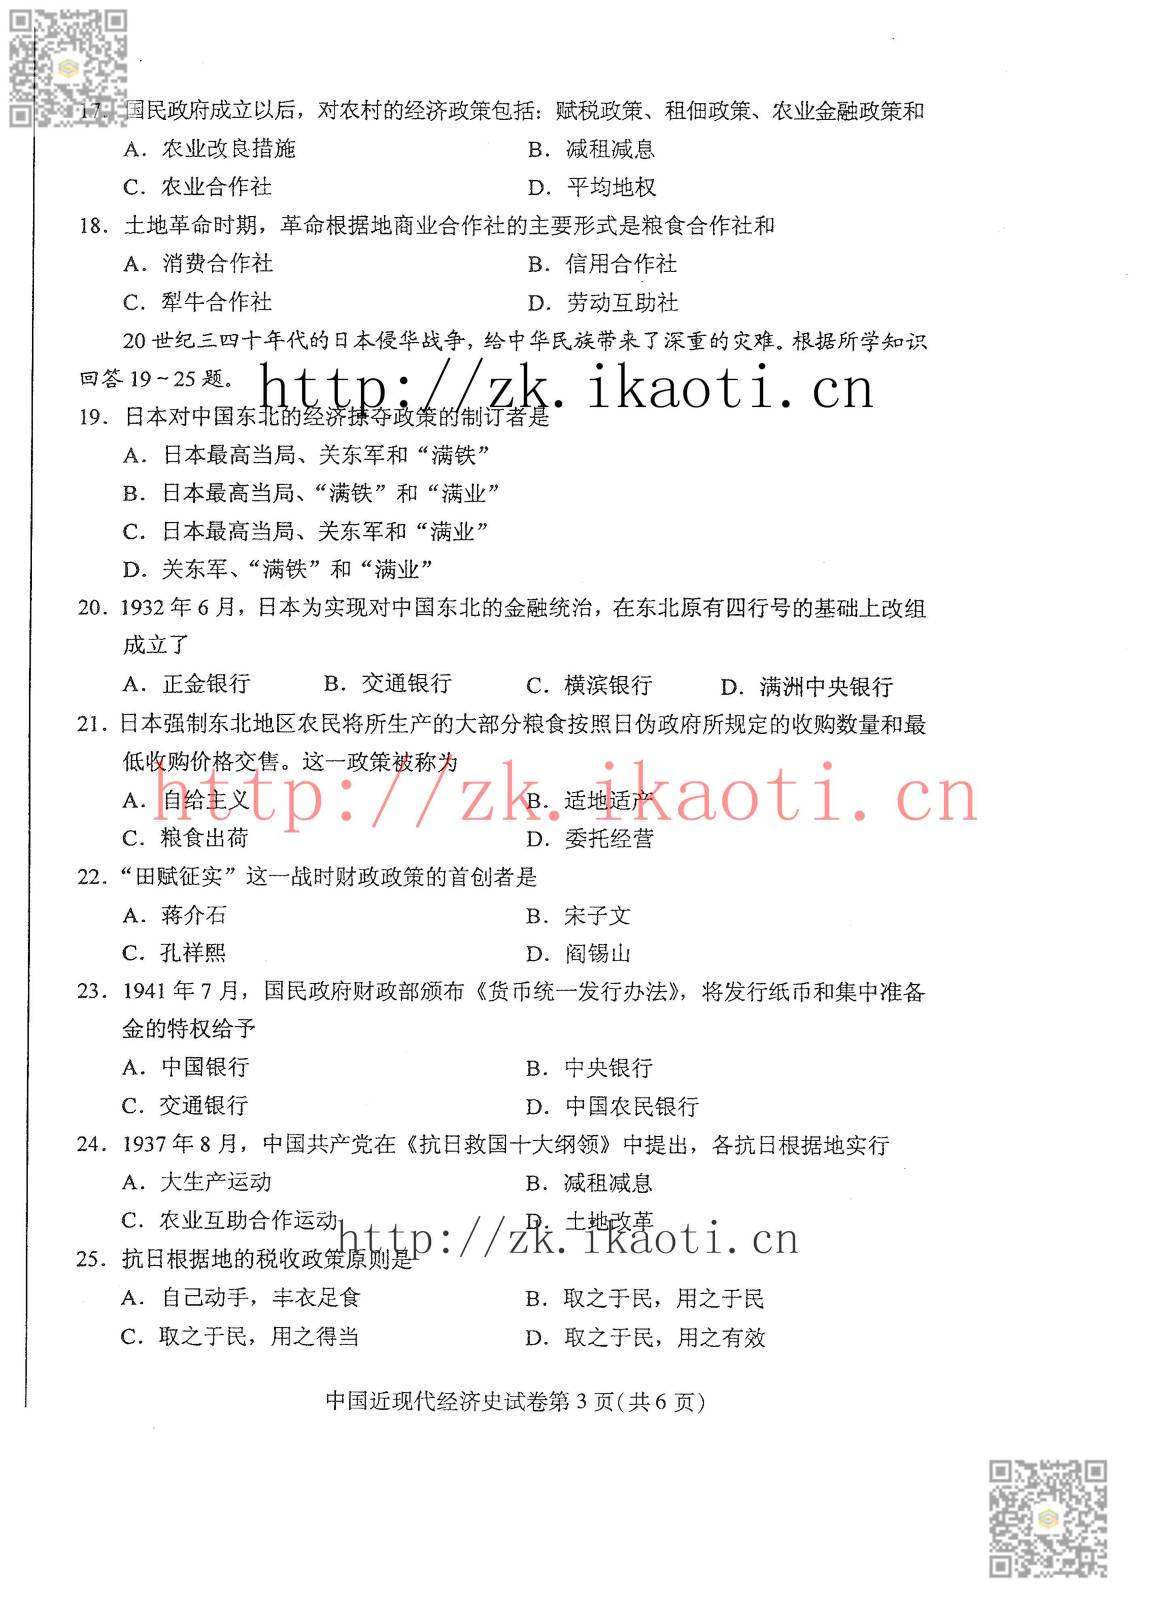 17．国民政府成立以后，对农村的经济政策包括：赋税政策、租佃政策、农业金融政策和
A．农业改良措施 B．减租减息
C．农业合作社 D．平均地权
18．土地革命时期，革命根据地商业合作社的主要形式是粮食合作社和
A．消费合作社 B．信用合作社
C．犁牛合作社 D．劳动互助社
20世纪三四十年代的日本侵华战争，给中华民族带来了深重的灾难。根据所学知识
回答19~25题。
http://zk.ikaoti.cn
19．日本对中国东北的经济掠夺政策的制订者是
A．日本最高当局、关东军和“满铁”
B．日本最高当局、“满铁”和“满业”
C．日本最高当局、关东军和“满业”
D．关东军、“满铁”和“满业”
20．1932年6月，日本为实现对中国东北的金融统治，在东北原有四行号的基础上改组
成立了
A．正金银行 B．交通银行 C．横滨银行 D．满洲中央银行
21．日本强制东北地区农民将所生产的大部分粮食按照日伪政府所规定的收购数量和最
低收购价格交售。这一政策被称为
http://zk.ikaoti.cn
A．自给主义 B．适地适产
C．粮食出荷 D．委托经营
22．“田赋征实”这一战时财政政策的首创者是
A．蒋介石 B．宋子文
C．孔祥熙 D．阎锡山
23．1941年7月，国民政府财政部颁布《货币统一发行办法》，将发行纸币和集中准备
金的特权给予
A．中国银行 B．中央银行
C．交通银行 D．中国农民银行
24．1937年8月，中国共产党在《抗日救国十大纲领》中提出，各抗日根据地实行
A．大生产运动 B．减租减息
C．农业互助合作运动 D．土地改革
http://zk.ikaoti.cn
25．抗日根据地的税收政策原则是
A．自己动手，丰衣足食 B．取之于民，用之于民
C．取之于民，用之得当 D．取之于民，用之有效
中国近现代经济史试卷第3页(共6页)